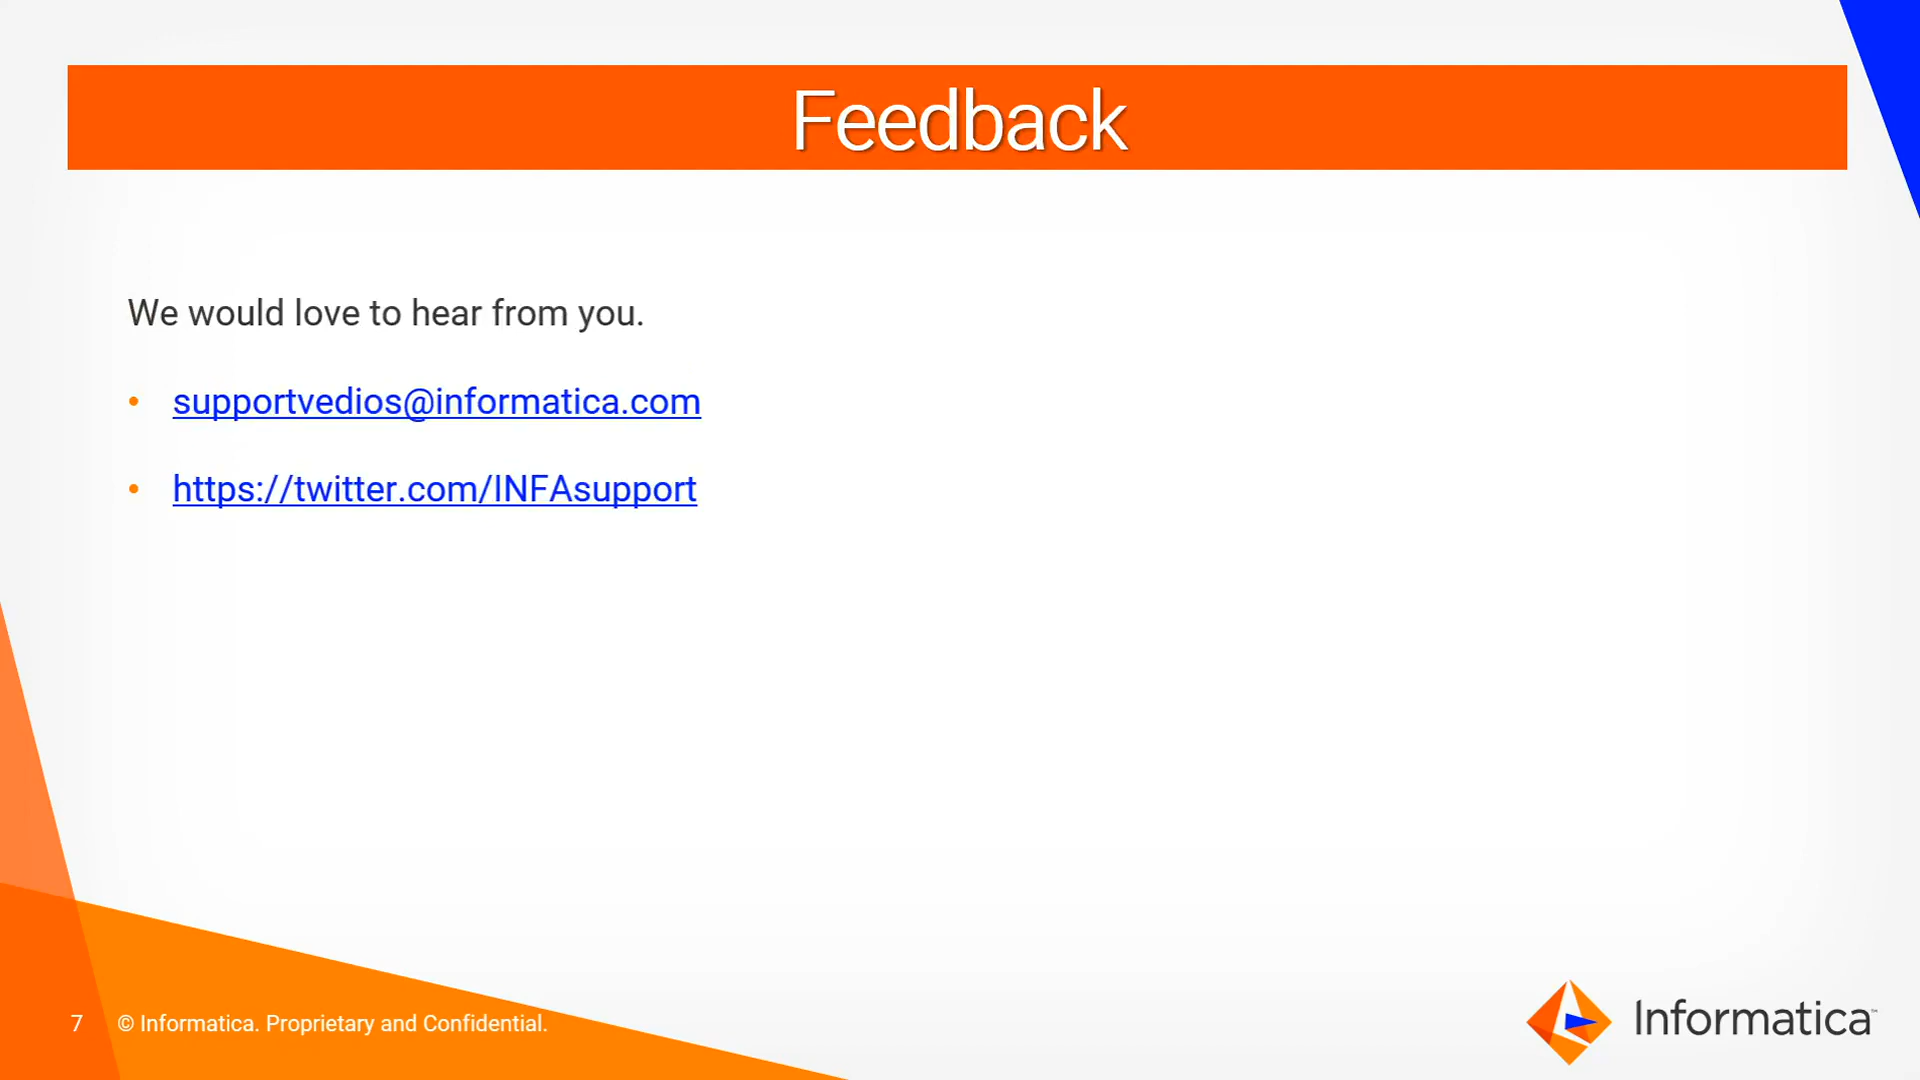 Feedback
We would love to hear from you.
• supportvedios@informatica.com
• https://twitter.com/INFAsupport
7 © Informatica. Proprietary and Confidential.
Informatica™